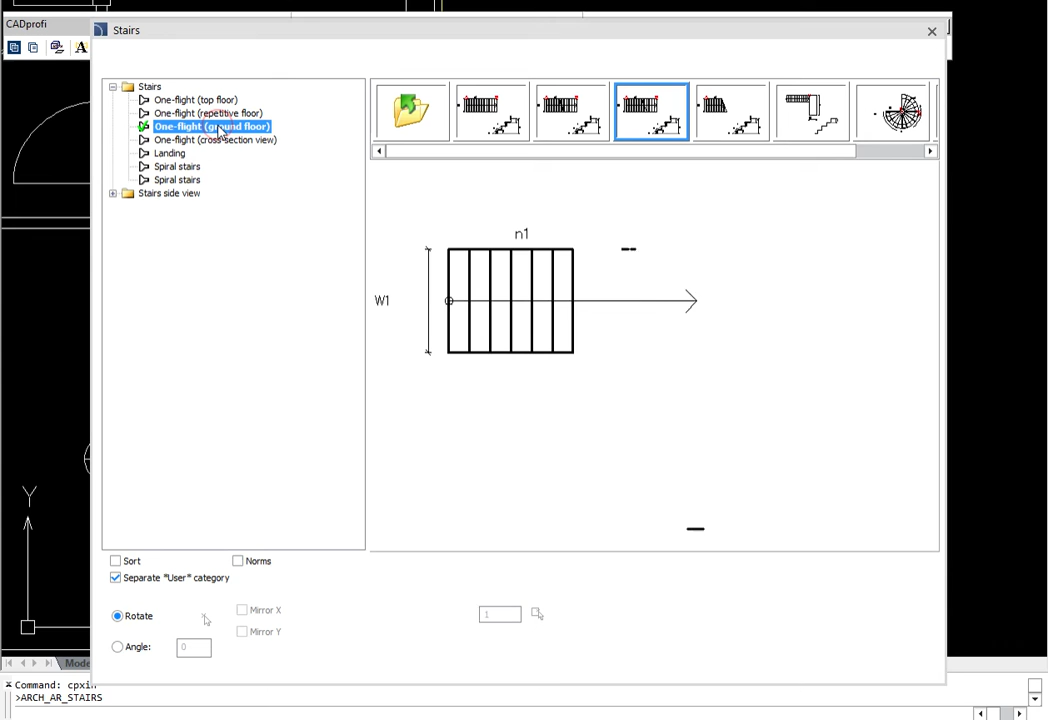 CADprofi
Stairs
A
Stairs
One-flight (top floor)
One-flight (repetitive floor)
One-flight (ground floor)
One-flight (cross-section view)
Landing
Spiral stairs
Spiral stairs
Stairs side view
n1
W1
Sort
Norms
Separate "User" category
Rotate
Mirror X
Mirror Y
1
Angle:
0
Y
Mode
Command: cpxin
>ARCH_AR_STAIRS